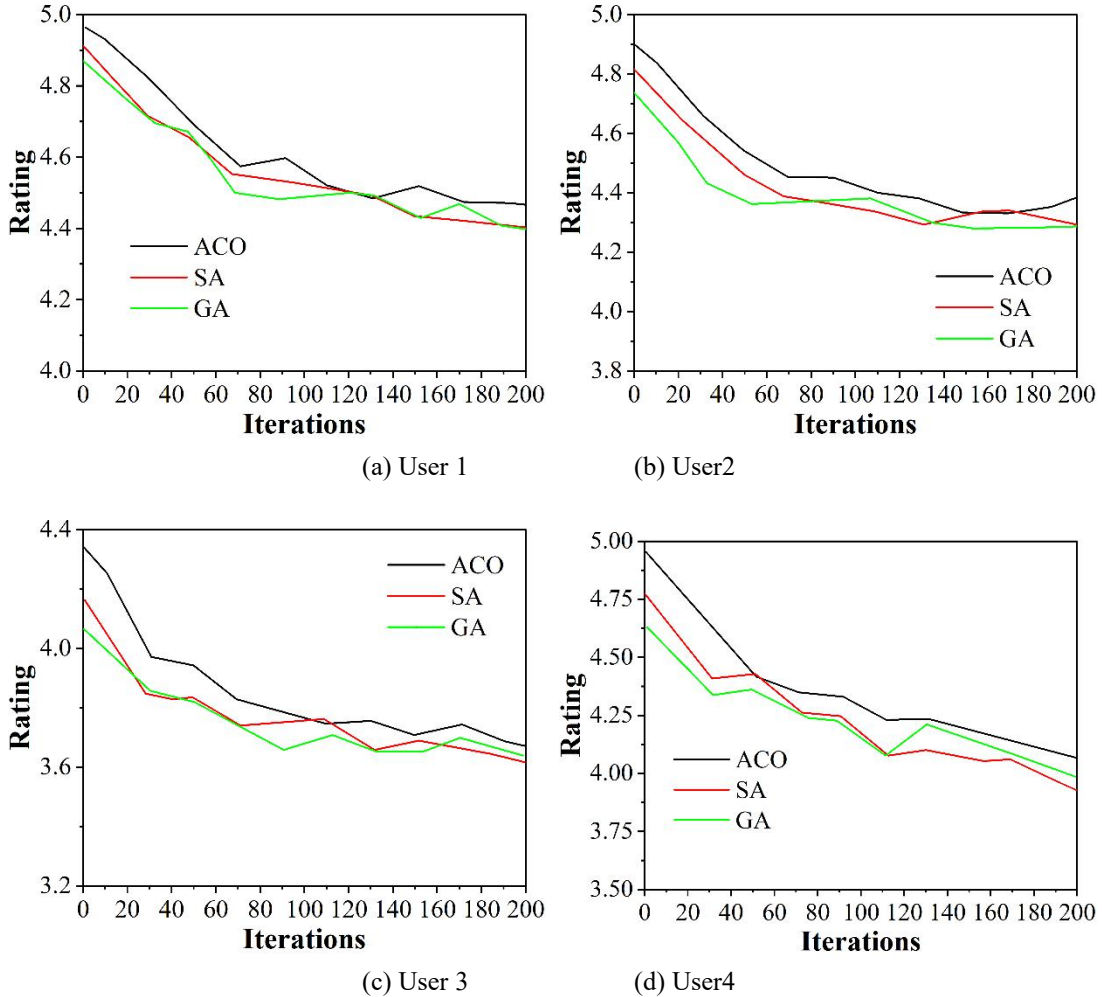 5.0
4.8
4.6
4.4
4.2
4.0
Rating
ACO
SA
GA
0 20 40 60 80 100 120 140 160 180 200
Iterations
(a) User 1
5.0
4.8
4.6
4.4
4.2
4.0
3.8
Rating
ACO
SA
GA
0 20 40 60 80 100 120 140 160 180 200
Iterations
(b) User2
4.4
4.0
3.6
3.2
Rating
ACO
SA
GA
0 20 40 60 80 100 120 140 160 180 200
Iterations
(c) User 3
5.00
4.75
4.50
4.25
4.00
3.75
3.50
Rating
ACO
SA
GA
0 20 40 60 80 100 120 140 160 180 200
Iterations
(d) User4